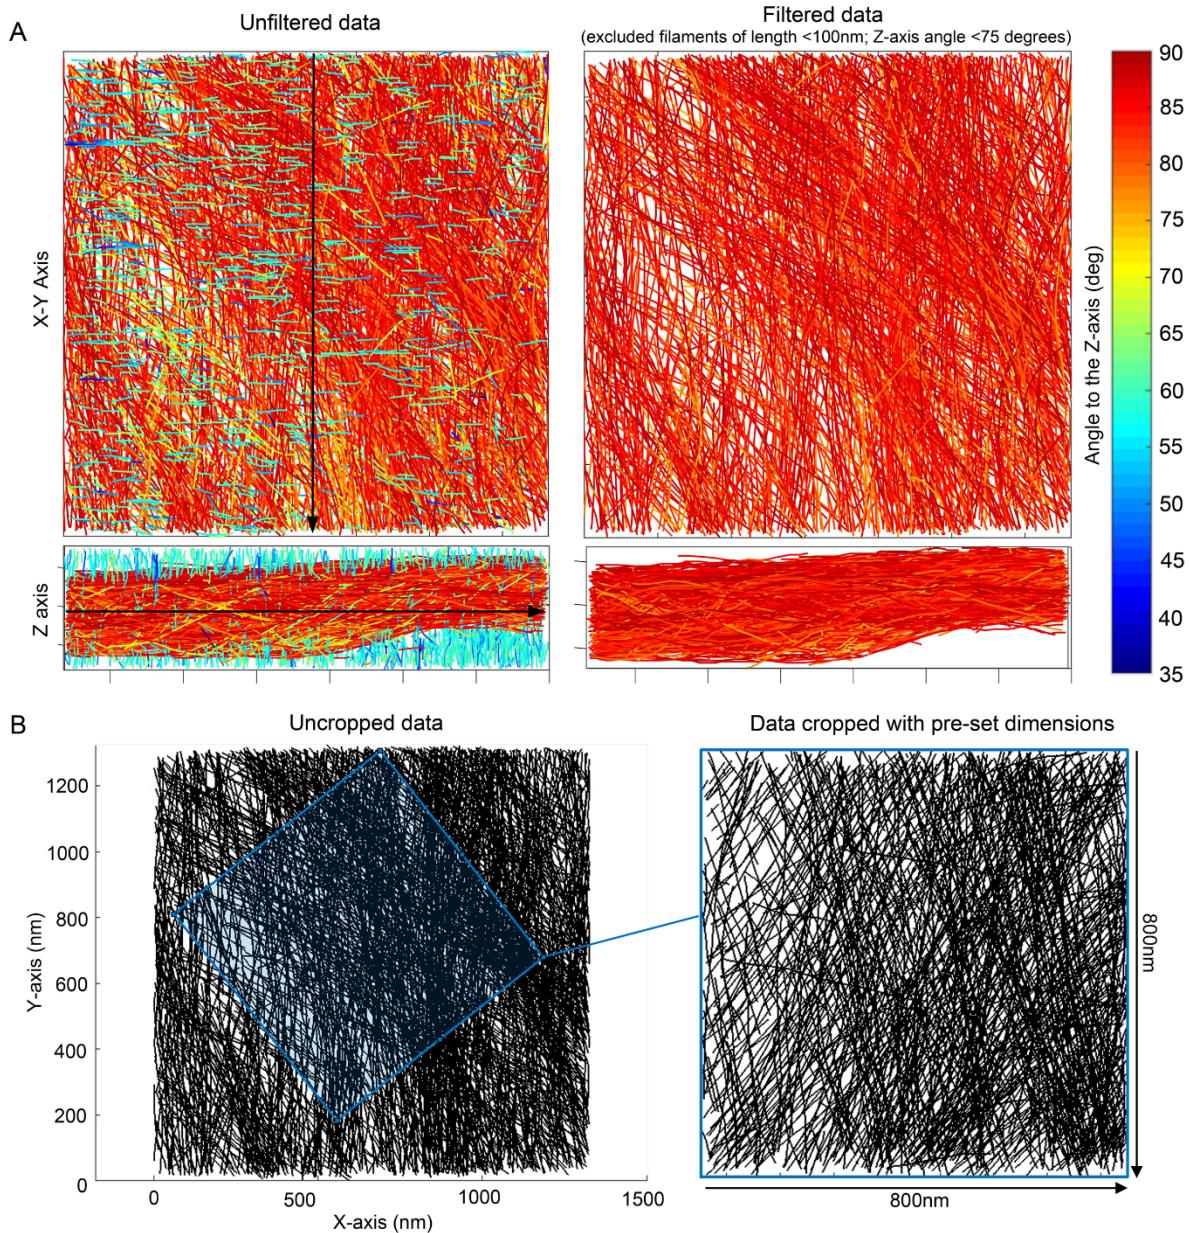 A
Unfiltered data
Filtered data
(excluded filaments of length <100nm; Z-axis angle <75 degrees)
X-Y Axis
Z axis
Angle to the Z-axis (deg)
90
85
80
75
70
65
60
55
50
45
40
35
B
Uncropped data
Data cropped with pre-set dimensions
Y-axis (nm)
1200
1000
800
600
400
200
0
0
500
1000
1500
X-axis (nm)
800nm
800nm